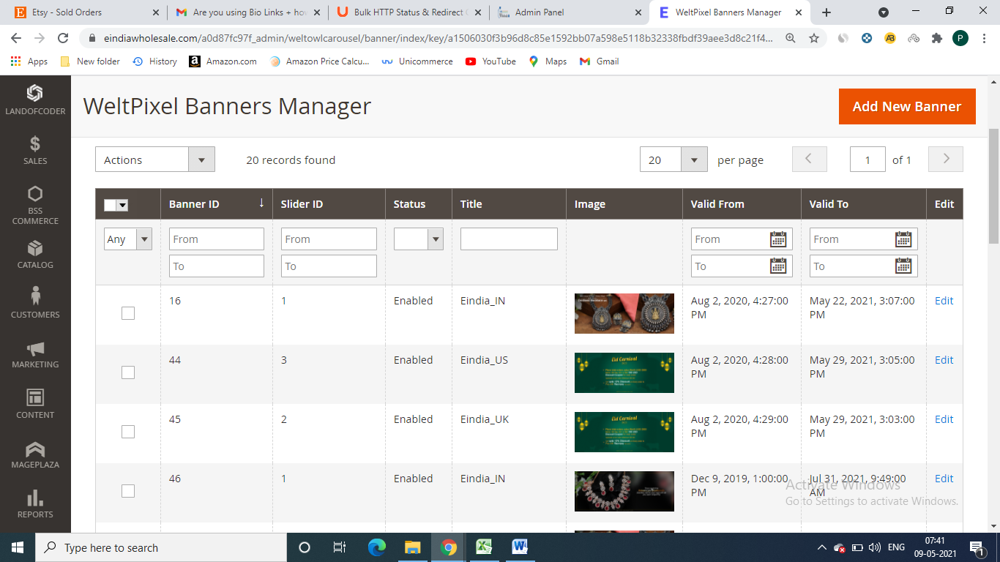 Etsy - Sold Orders
Are you using Bio Links + how
Bulk HTTP Status & Redirect C
Admin Panel
WeltPixel Banners Manager
eindiawholesale.com/a0d87fc97f_admin/weltowlcarousel/banner/index/key/a1506030f3b96d8c85e1592bb07a598e5118b32338fbdf39aee3d8c21f4...
AB
P
Apps
New folder
History
Amazon.com
Amazon Price Calcu...
Unicommerce
YouTube
Maps
Gmail
LANDOFCODER
SALES
BSS
COMMERCE
CATALOG
CUSTOMERS
MARKETING
CONTENT
MAGEPLAZA
REPORTS
WeltPixel Banners Manager
Add New Banner
Actions
20 records found
20
per page
1
of 1
Banner ID
Slider ID
Status
Title
Image
Valid From
Valid To
Edit
Any
From
From
From
From
To
To
To
To
16
1
Enabled
Eindia_IN
Aug 2, 2020, 4:27:00
PM
May 22, 2021, 3:07:00
PM
Edit
44
3
Enabled
Eindia_US
Eid Carnival
Aug 2, 2020, 4:28:00
PM
May 29, 2021, 3:05:00
PM
Edit
45
2
Enabled
Eindia_UK
Eid Carnival
Aug 2, 2020, 4:29:00
PM
May 29, 2021, 3:03:00
PM
Edit
46
1
Enabled
Eindia_IN
Dec 9, 2019, 1:00:00
PM
Jul 31, 2021, 9:49:00
AM
Edit
Activate Windows
Go to Settings to activate Windows.
Type here to search
ENG
07:41
09-05-2021
1